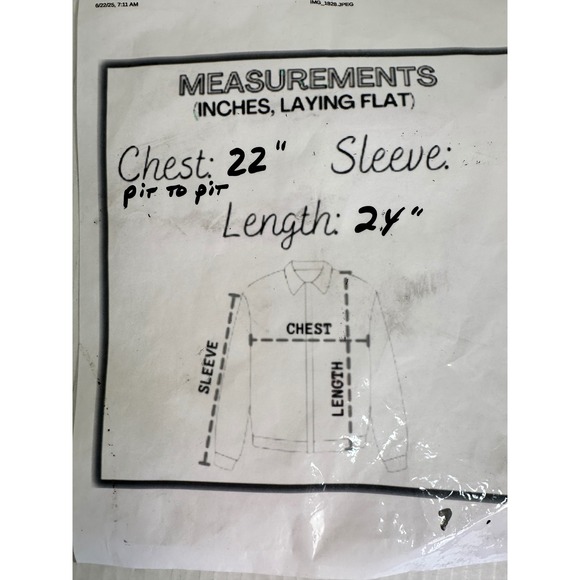 6/22/25, 7:11 AM IMG_1828.JPEG
MEASUREMENTS
(INCHES, LAYING FLAT)
Chest: 22" Sleeve:
PIT TO PIT
Length: 24"
CHEST
SLEEVE
LENGTH